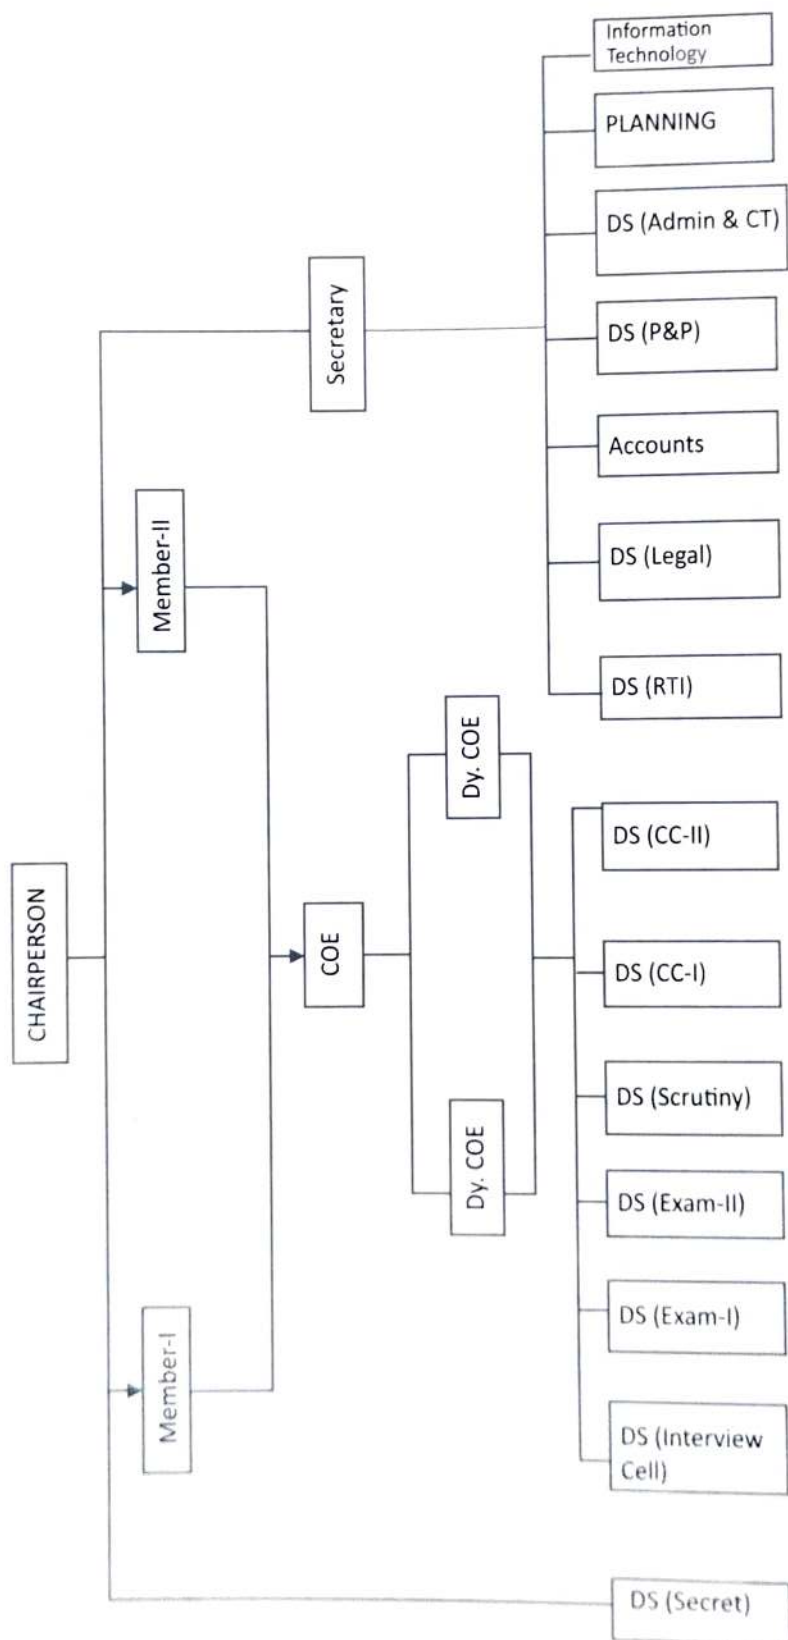 CHAIRPERSON
Member-I
Member-II
Secretary
COE
Dy. COE
Dy. COE
DS (Secret)
DS (Interview
Cell)
DS (Exam-I)
DS (Exam-II)
DS (Scrutiny)
DS (CC-I)
DS (CC-II)
DS (RTI)
DS (Legal)
Accounts
DS (P&P)
DS (Admin & CT)
PLANNING
Information
Technology